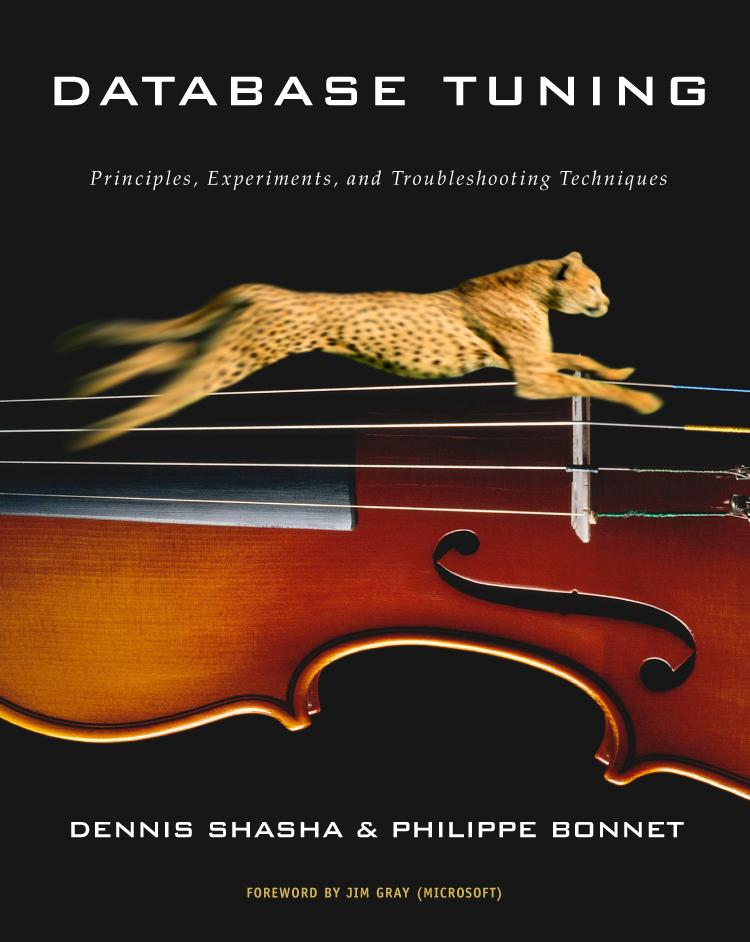 DATABASE TUNING
Principles, Experiments, and Troubleshooting Techniques
DENNIS SHASHA & PHILIPPE BONNET
FOREWORD BY JIM GRAY (MICROSOFT)